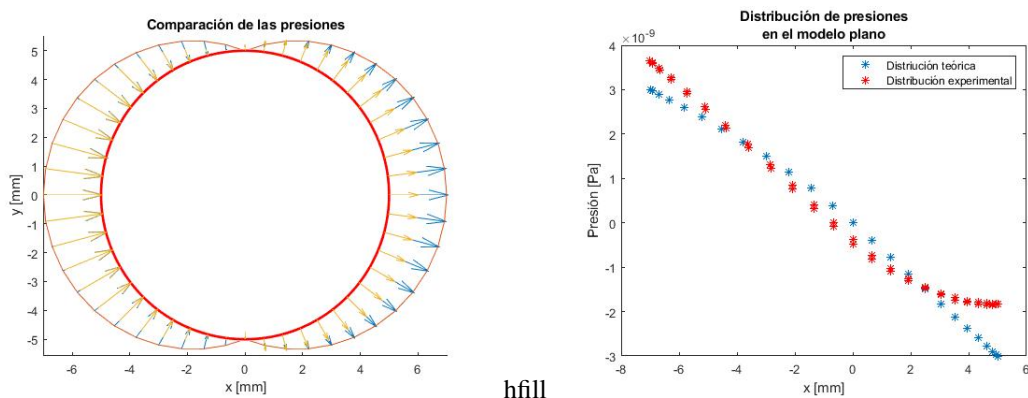 Comparación de las presiones
5
4
3
2
1
0
-1
-2
-3
-4
-5
y [mm]
-6 -4 -2 0 2 4 6
x [mm]
hfill
Distribución de presiones
en el modelo plano
×10⁻⁹
4
3
2
1
0
-1
-2
-3
Presión [Pa]
Distriución teórica
Distribución experimental
-8 -6 -4 -2 0 2 4 6
x [mm]